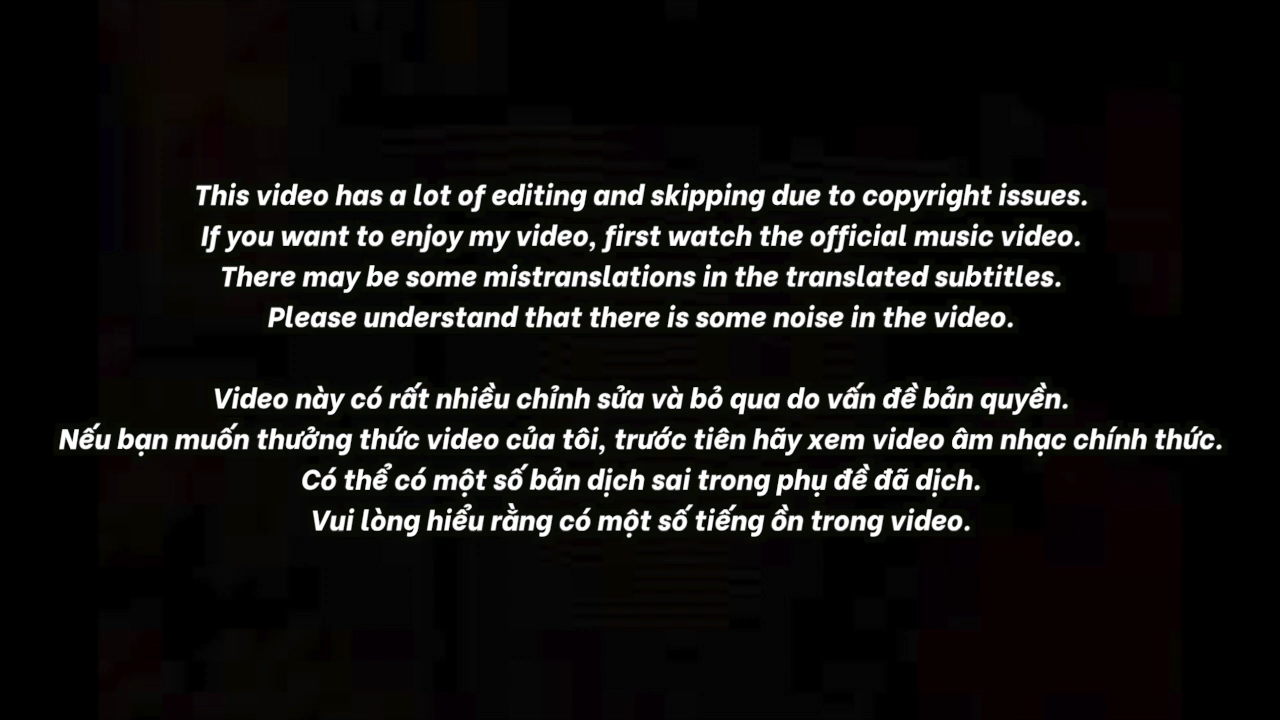 This video has a lot of editing and skipping due to copyright issues.
If you want to enjoy my video, first watch the official music video.
There may be some mistranslations in the translated subtitles.
Please understand that there is some noise in the video.
Video này có rất nhiều chỉnh sửa và bỏ qua do vấn đề bản quyền.
Nếu bạn muốn thưởng thức video của tôi, trước tiên hãy xem video âm nhạc chính thức.
Có thể có một số bản dịch sai trong phụ đề đã dịch.
Vui lòng hiểu rằng có một số tiếng ồn trong video.